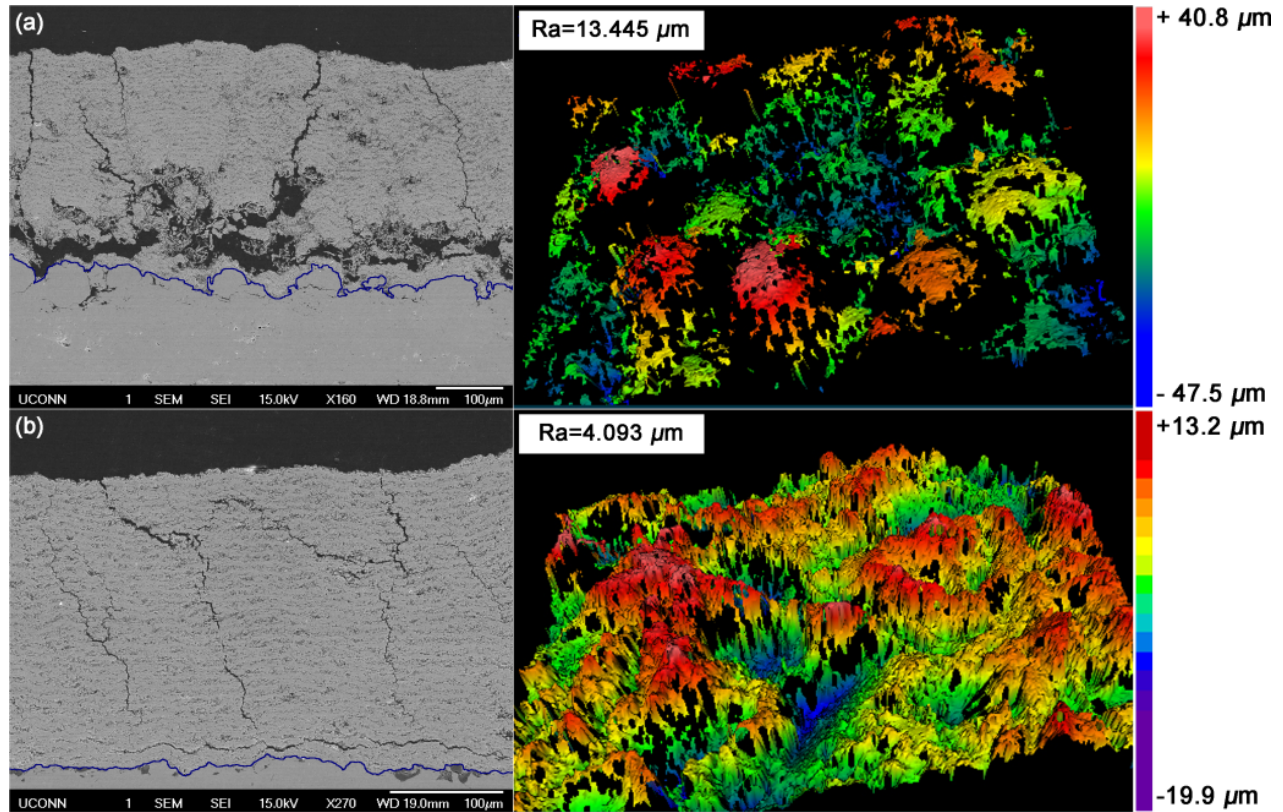 (a)
Ra=13.445 µm
+ 40.8 µm
- 47.5 µm
UCONN 1 SEM SEI 15.0kV X160 WD 18.8mm 100µm
(b)
Ra=4.093 µm
+13.2 µm
-19.9 µm
UCONN 1 SEM SEI 15.0kV X270 WD 19.0mm 100µm